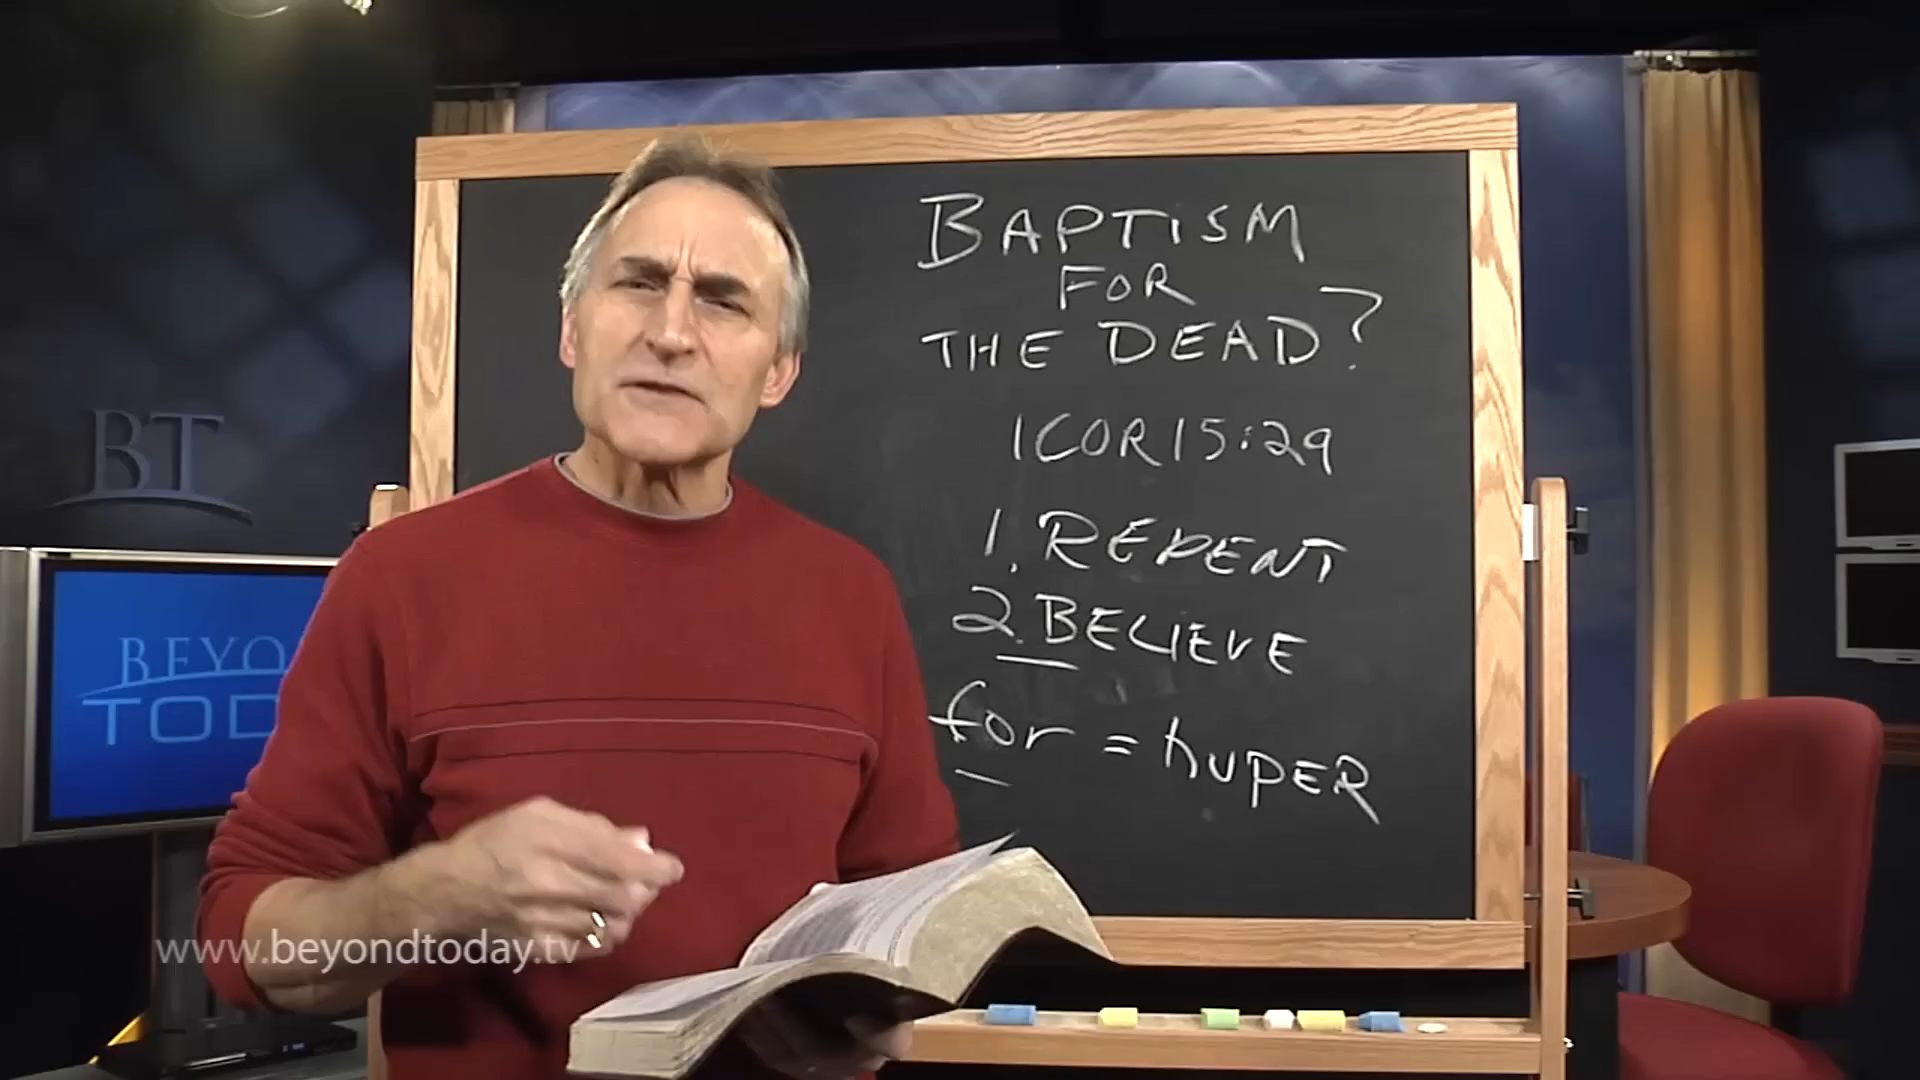 BAPTISM
FOR
THE DEAD?
1COR15:29
1. REPENT
2. BELIEVE
for = huper
BT
BEYO
TOD
www.beyondtoday.tv